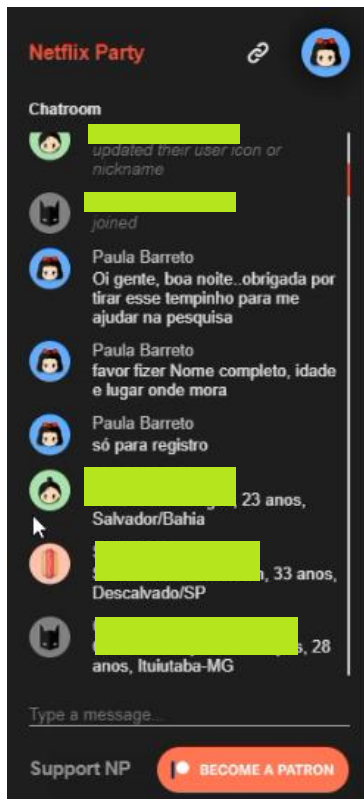 Netflix Party
Chatroom
updated their user icon or
nickname
joined
Paula Barreto
Oi gente, boa noite..obrigada por
tirar esse tempinho para me
ajudar na pesquisa
Paula Barreto
favor fizer Nome completo, idade
e lugar onde mora
Paula Barreto
só para registro
, 23 anos,
Salvador/Bahia
, 33 anos,
Descalvado/SP
, 28
anos, Ituiutaba-MG
Type a message...
Support NP
BECOME A PATRON